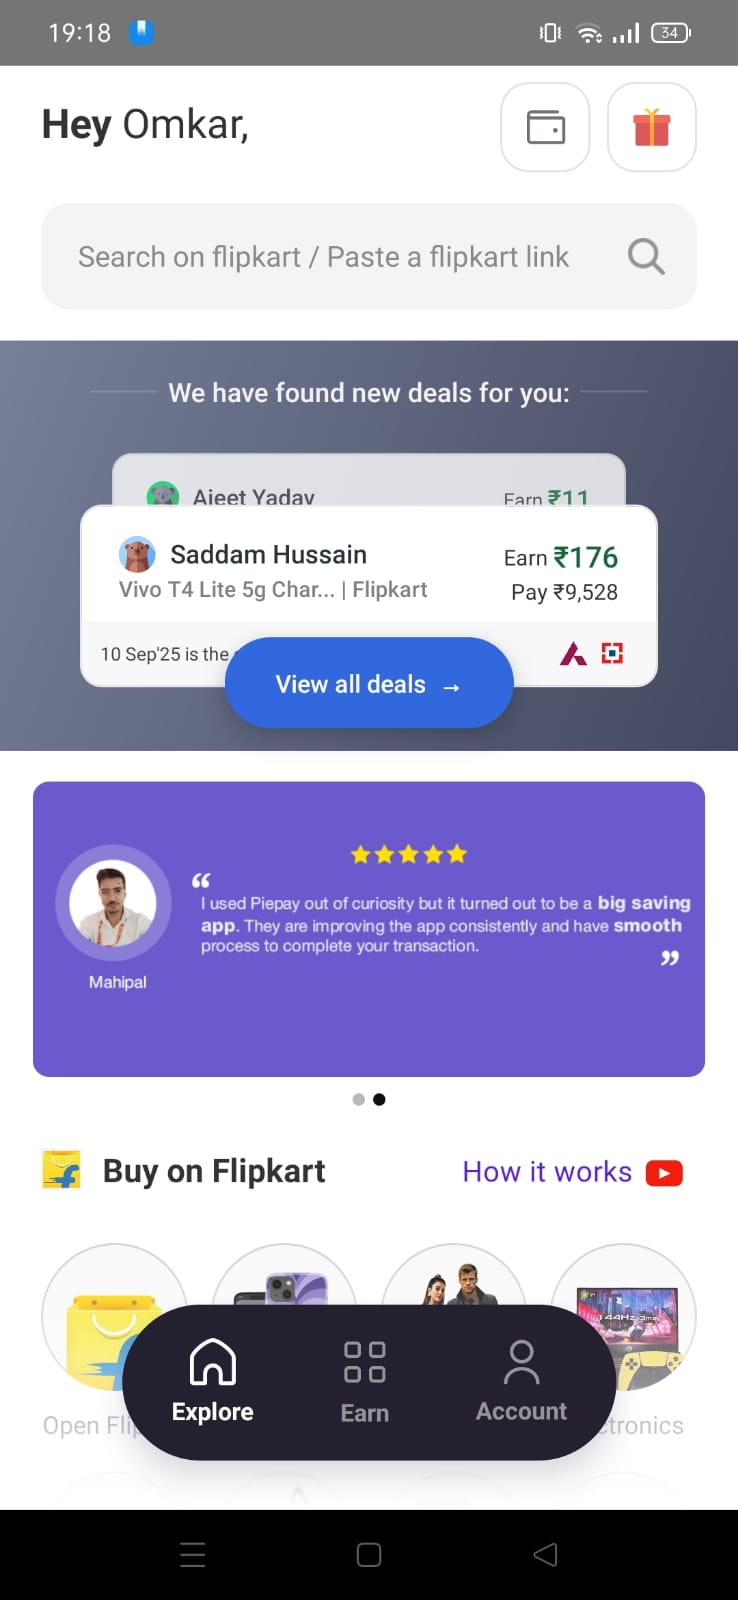 19:18
34
Hey Omkar,
Search on flipkart / Paste a flipkart link
We have found new deals for you:
Ajeet Yadav Earn ₹11
Saddam Hussain Earn ₹176
Vivo T4 Lite 5g Char... | Flipkart Pay ₹9,528
10 Sep'25 is the
View all deals →
“
I used Piepay out of curiosity but it turned out to be a big saving
app. They are improving the app consistently and have smooth
process to complete your transaction.
”
Mahipal
Buy on Flipkart How it works
144Hz 3ms
Explore Earn Account
Open Flip
ctronics